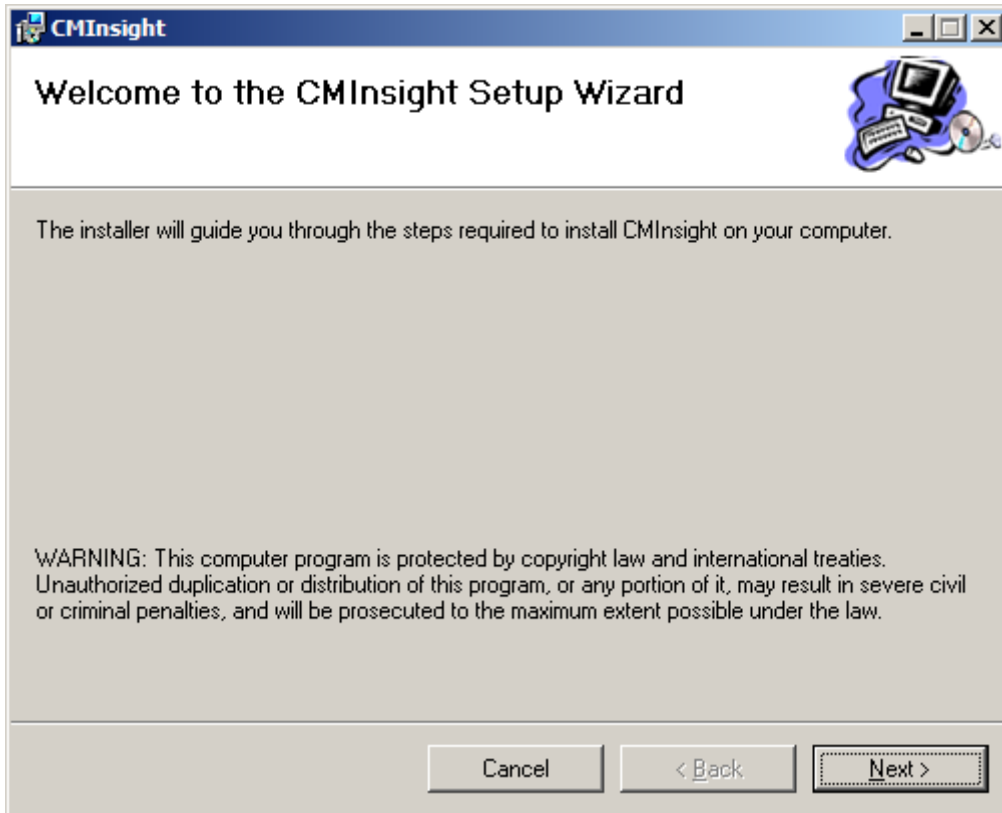 CMInsight
Welcome to the CMInsight Setup Wizard
The installer will guide you through the steps required to install CMInsight on your computer.
WARNING: This computer program is protected by copyright law and international treaties.
Unauthorized duplication or distribution of this program, or any portion of it, may result in severe civil
or criminal penalties, and will be prosecuted to the maximum extent possible under the law.
Cancel
< Back
Next >